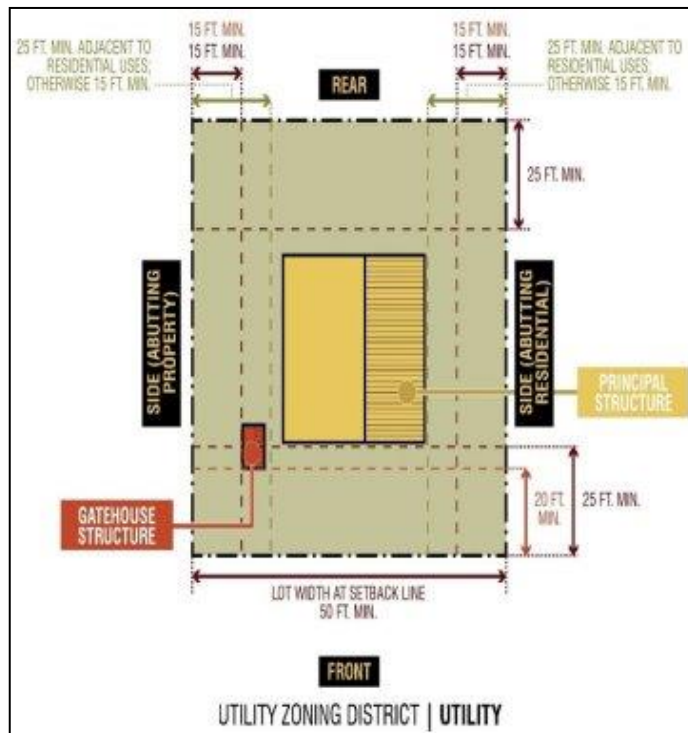 15 FT. MIN.
15 FT. MIN.
25 FT. MIN. ADJACENT TO
RESIDENTIAL USES;
OTHERWISE 15 FT. MIN.
15 FT. MIN.
15 FT. MIN.
25 FT. MIN. ADJACENT TO
RESIDENTIAL USES;
OTHERWISE 15 FT. MIN.
REAR
25 FT. MIN.
SIDE (ABUTTING
PROPERTY)
SIDE (ABUTTING
RESIDENTIAL)
PRINCIPAL
STRUCTURE
GATEHOUSE
STRUCTURE
20 FT.
MIN.
25 FT. MIN.
LOT WIDTH AT SETBACK LINE
50 FT. MIN.
FRONT
UTILITY ZONING DISTRICT | UTILITY